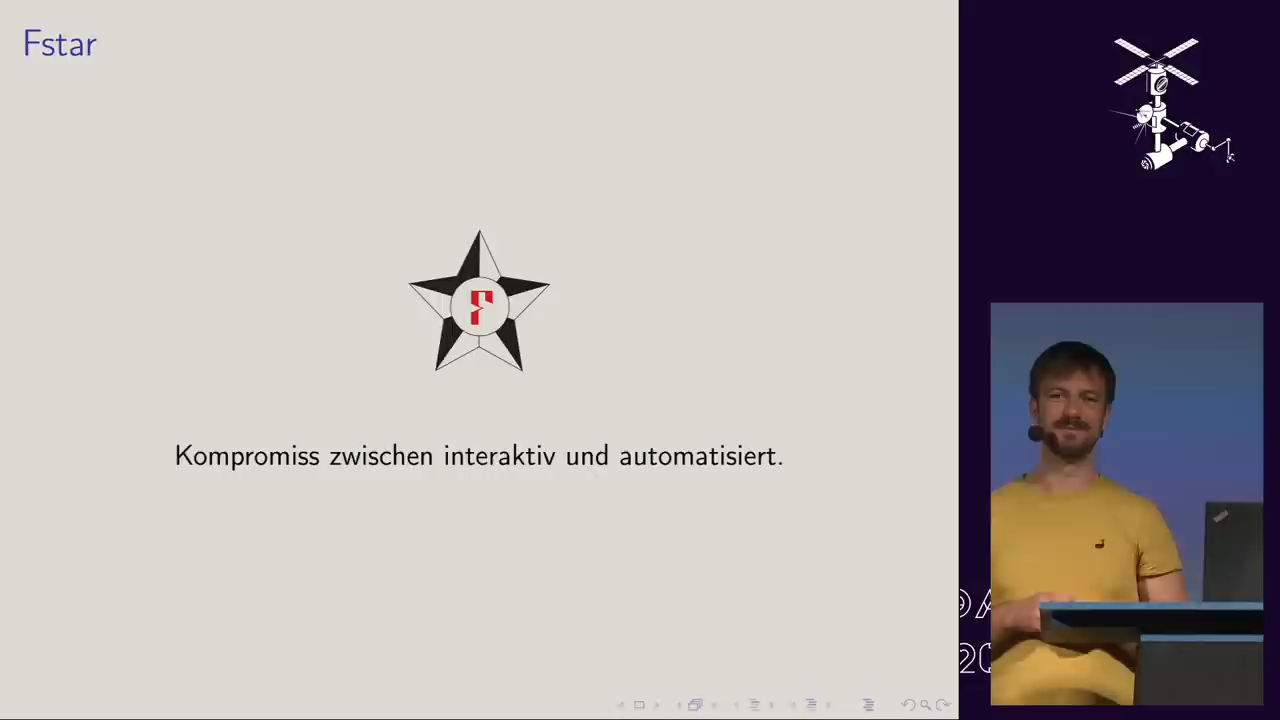 Fstar
F
Kompromiss zwischen interaktiv und automatisiert.